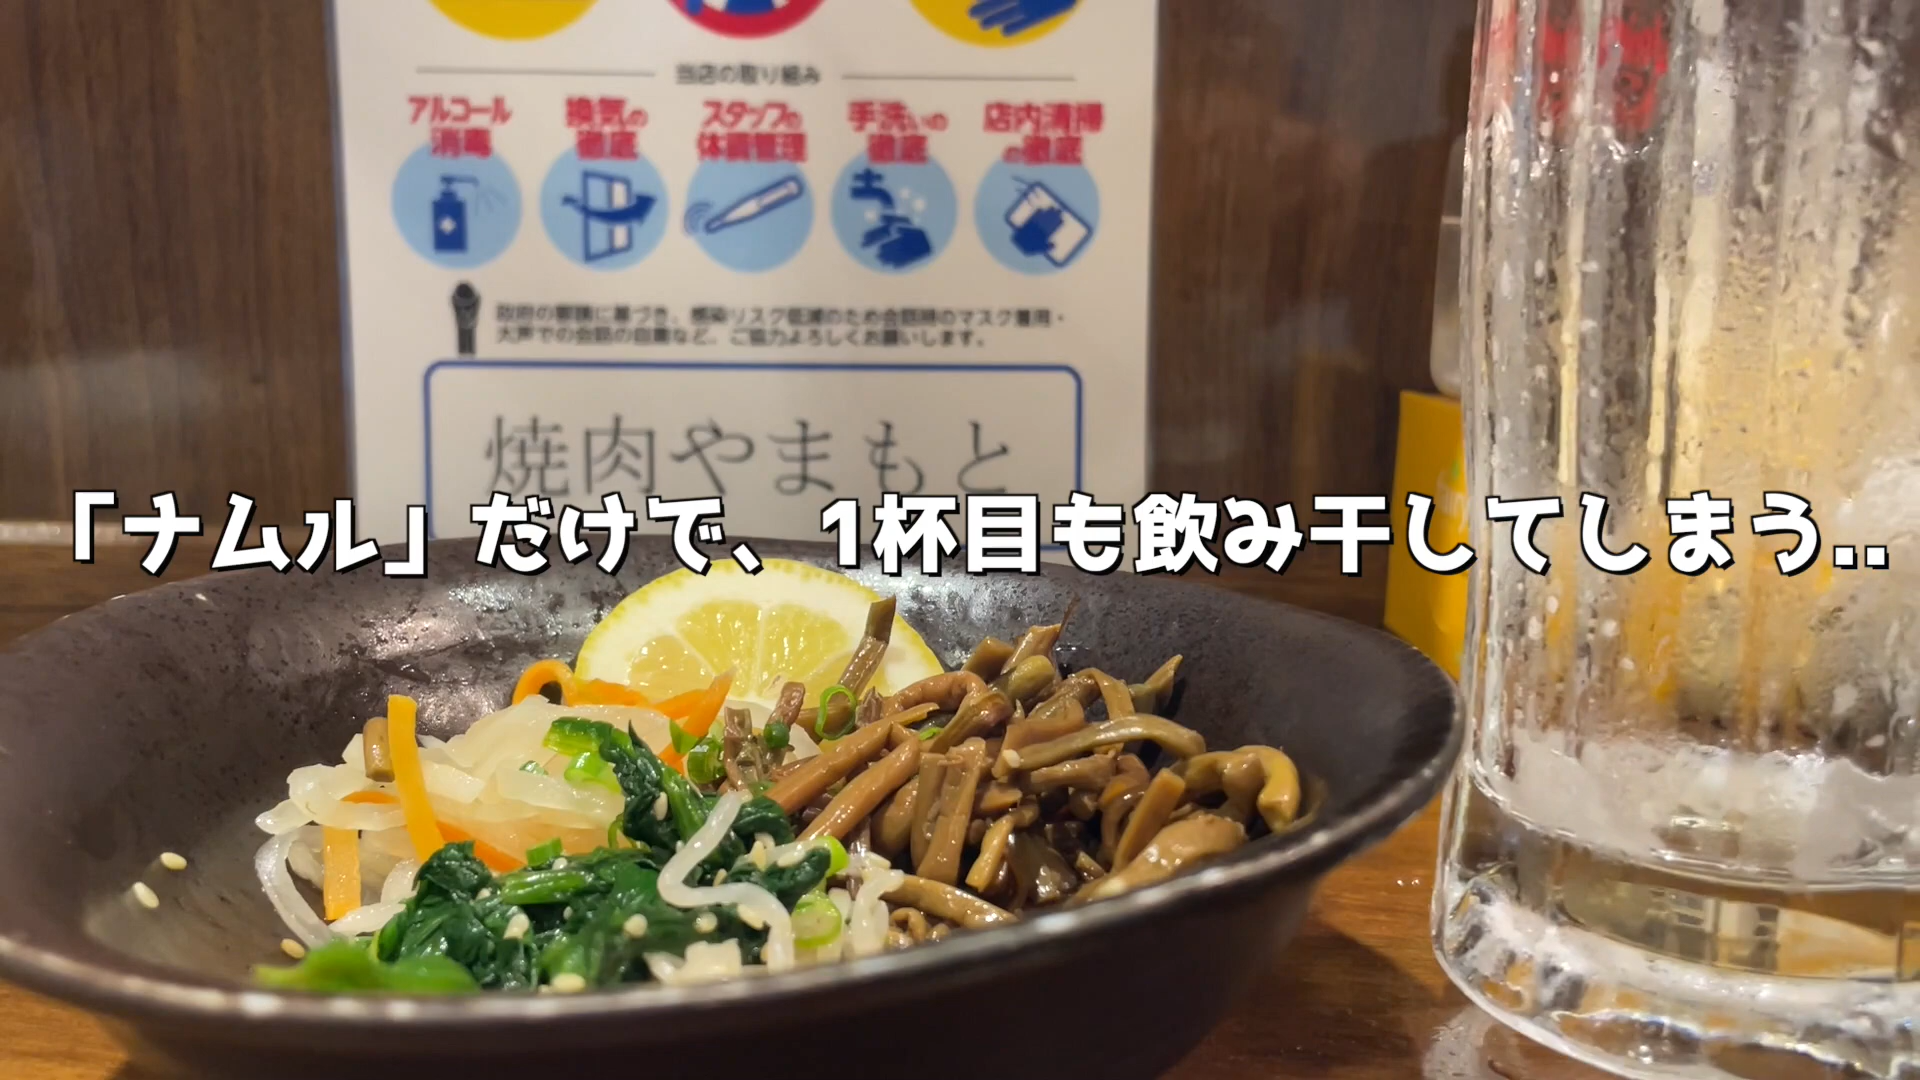 当店の取り組み
アルコール
消毒
換気の
徹底
スタッフの
体調管理
手洗いの
徹底
店内清掃
の徹底
政府の要請に基づき、感染リスク低減のため会話時のマスク着用・
大声での会話の自粛など、ご協力よろしくお願いします。
焼肉やまもと
「ナムル」だけで、1杯目も飲み干してしまう..